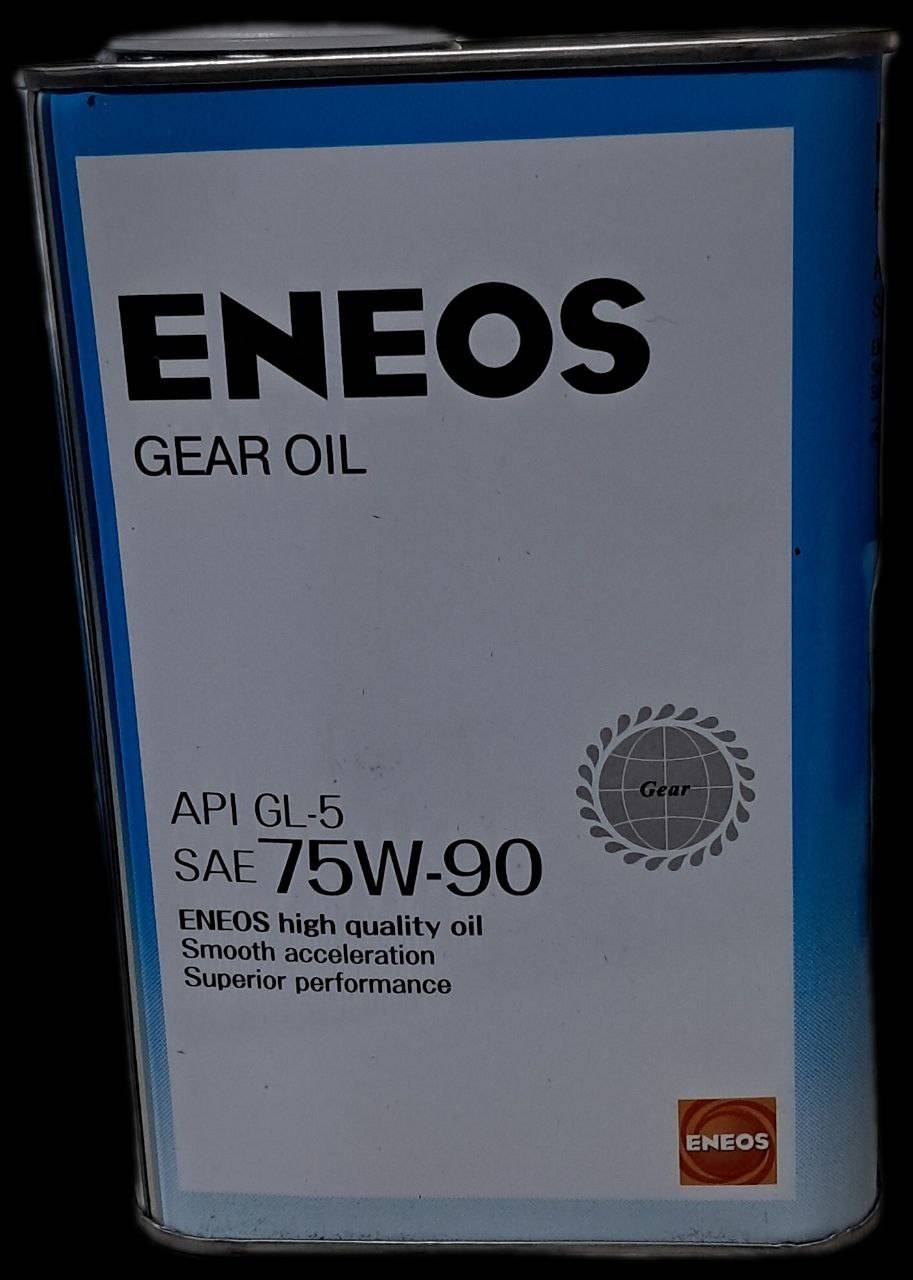 ENEOS
GEAR OIL
Gear
API GL-5
SAE 75W-90
ENEOS high quality oil
Smooth acceleration
Superior performance
ENEOS